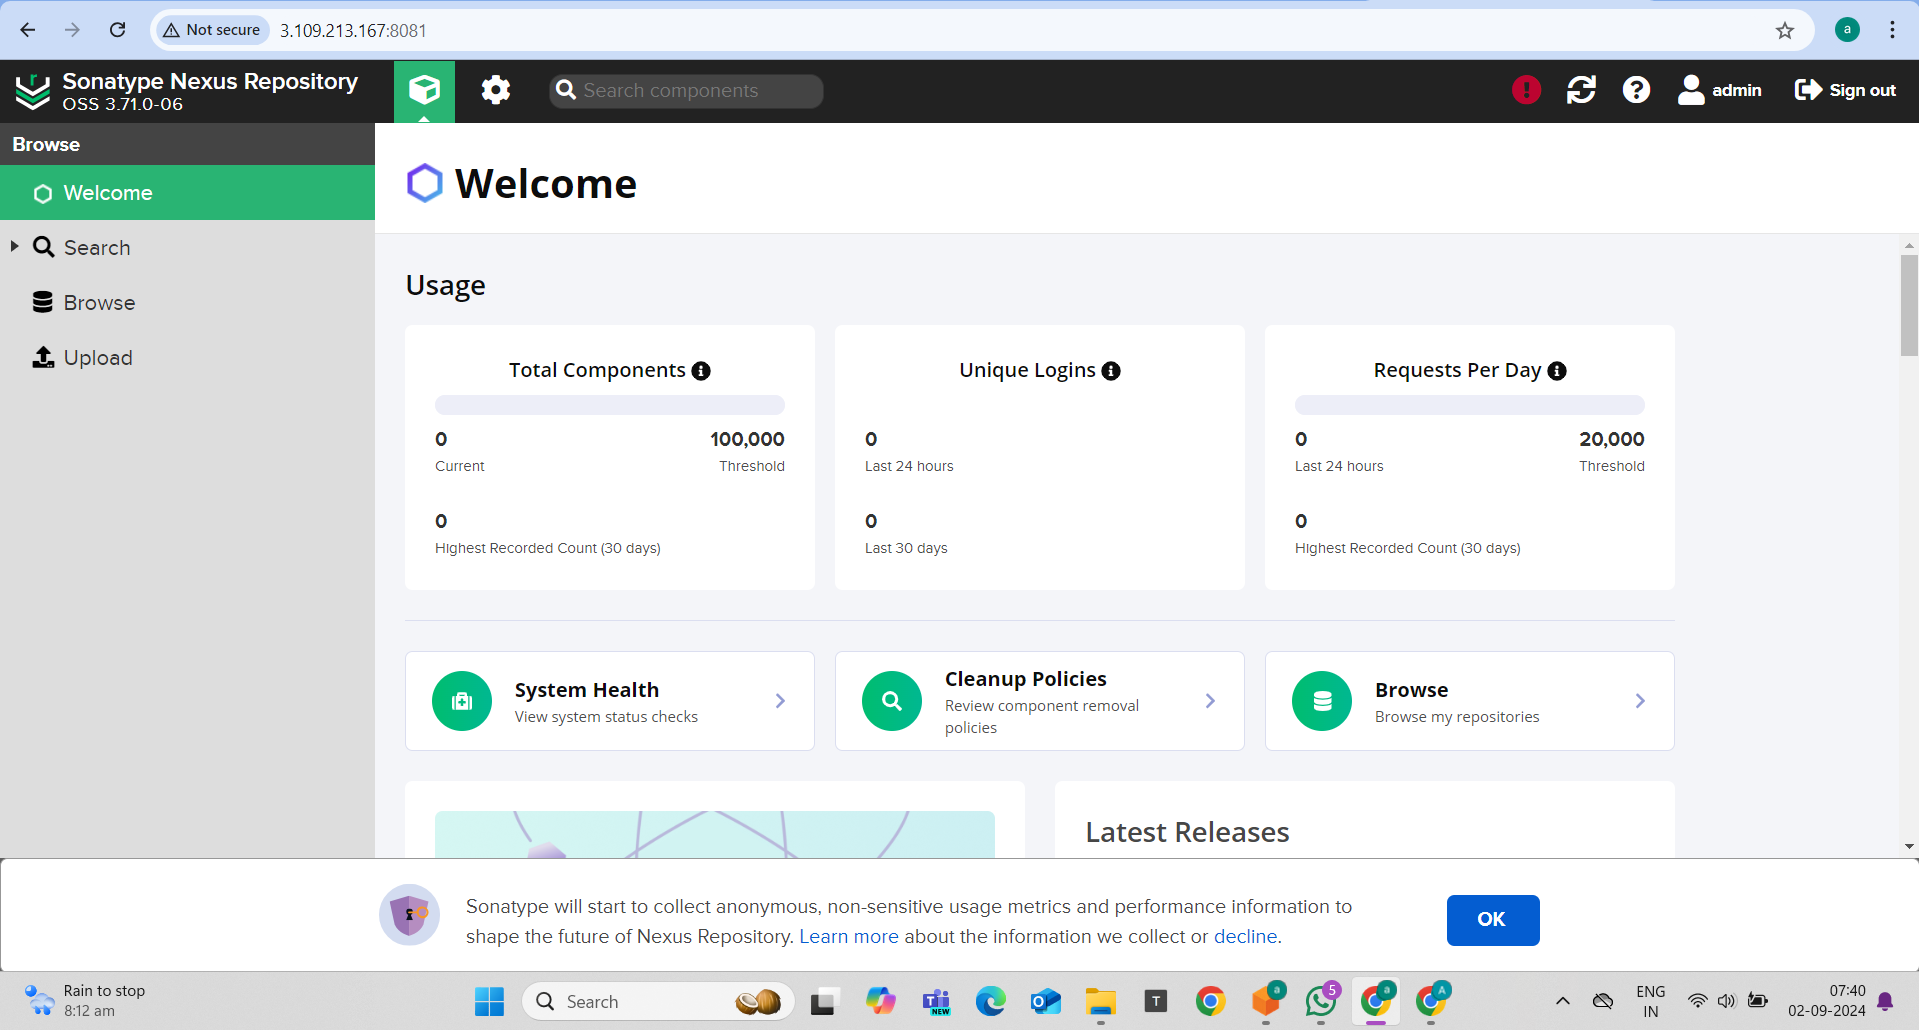 Not secure
3.109.213.167:8081
a
Sonatype Nexus Repository
OSS 3.71.0-06
Search components
admin
Sign out
Browse
Welcome
Search
Browse
Upload
Welcome
Usage
Total Components
0
100,000
Current
Threshold
0
Highest Recorded Count (30 days)
Unique Logins
0
Last 24 hours
0
Last 30 days
Requests Per Day
0
20,000
Last 24 hours
Threshold
0
Highest Recorded Count (30 days)
System Health
View system status checks
Cleanup Policies
Review component removal
policies
Browse
Browse my repositories
Latest Releases
Sonatype will start to collect anonymous, non-sensitive usage metrics and performance information to
shape the future of Nexus Repository. Learn more about the information we collect or decline.
OK
Rain to stop
8:12 am
Search
NEW
T
a
5
a
A
ENG
IN
07:40
02-09-2024